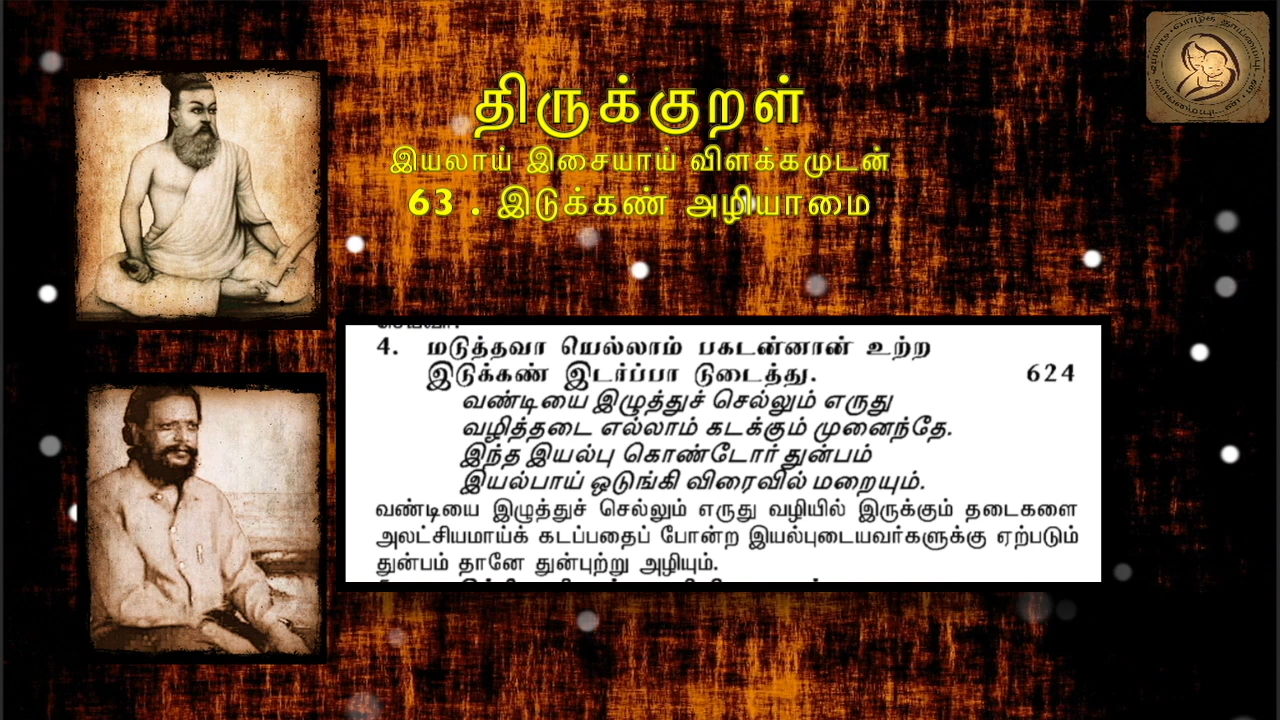 திருக்குறள்
இயலாய் இசையாய் விளக்கமுடன்
63 . இடுக்கண் அழியாமை
4. மடுத்தவா யெல்லாம் பகடன்னான் உற்ற
இடுக்கண் இடர்ப்பா டுடைத்து. 624
வண்டியை இழுத்துச் செல்லும் எருது
வழித்தடை எல்லாம் கடக்கும் முனைந்தே.
இந்த இயல்பு கொண்டோர் துன்பம்
இயல்பாய் ஒடுங்கி விரைவில் மறையும்.
வண்டியை இழுத்துச் செல்லும் எருது வழியில் இருக்கும் தடைகளை
அலட்சியமாய்க் கடப்பதைப் போன்ற இயல்புடையவர்களுக்கு ஏற்படும்
துன்பம் தானே துன்புற்று அழியும்.